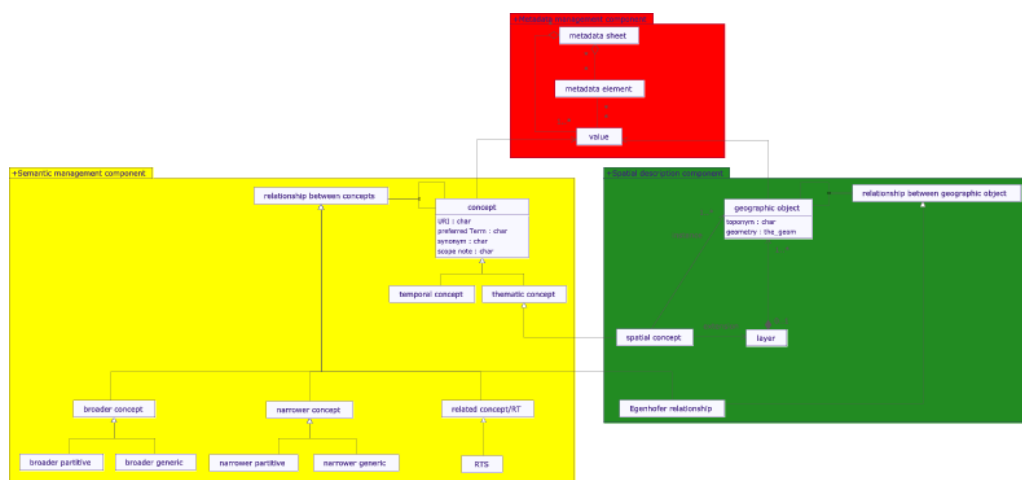 +Metadata management component
metadata sheet
metadata element
value
+Semantic management component
relationship between concepts
concept
URI : char
preferred Term : char
synonym : char
scope note : char
temporal concept
thematic concept
broader concept
narrower concept
related concept/RT
broader partitive
broader generic
narrower partitive
narrower generic
RTS
+Spatial description component
relationship between geographic object
geographic object
toponym : char
geometry : the_geom
spatial concept
layer
Egenhofer relationship